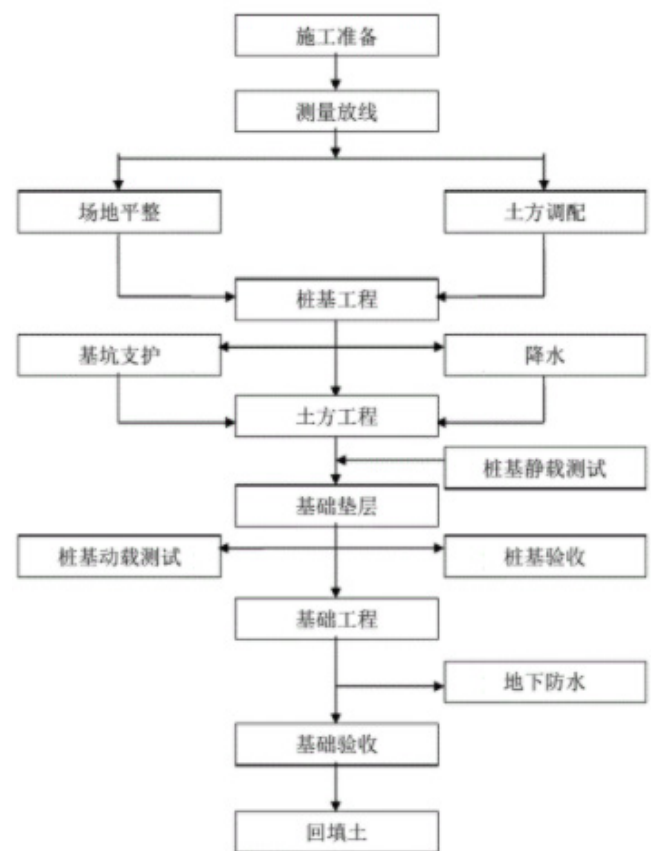 施工准备
测量放线
场地平整
土方调配
桩基工程
基坑支护
降水
土方工程
桩基静载测试
基础垫层
桩基动载测试
桩基验收
基础工程
地下防水
基础验收
回填土